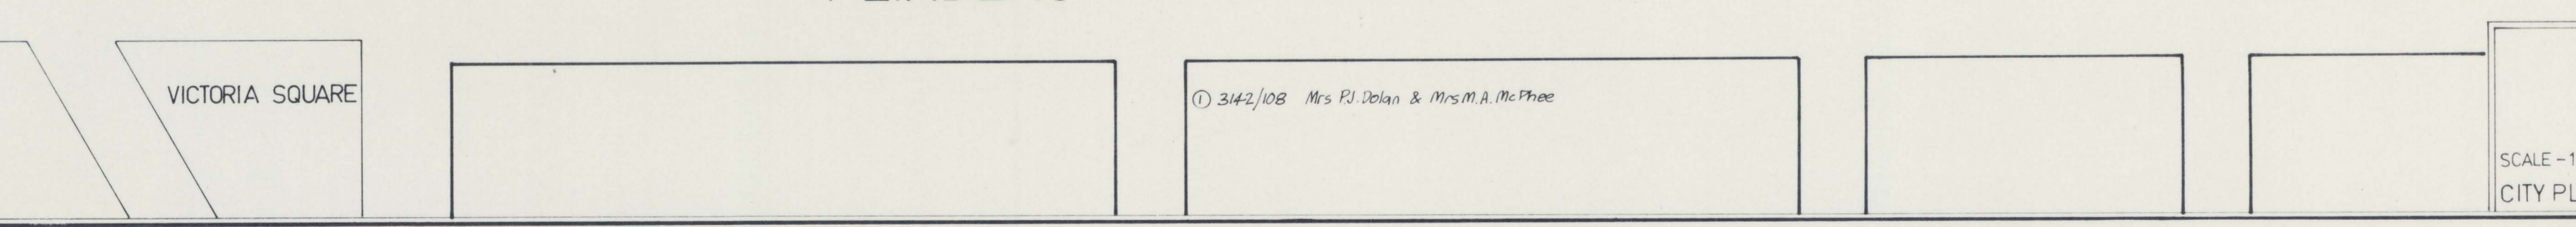 VICTORIA SQUARE
① 3142/108 Mrs P.J. Dolan & Mrs M.A. McPhee
SCALE - 1
CITY PL